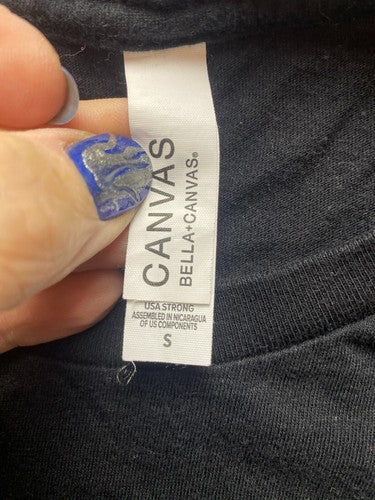 CANVAS
BELLA+CANVAS®
USA STRONG
ASSEMBLED IN NICARAGUA
OF US COMPONENTS
S